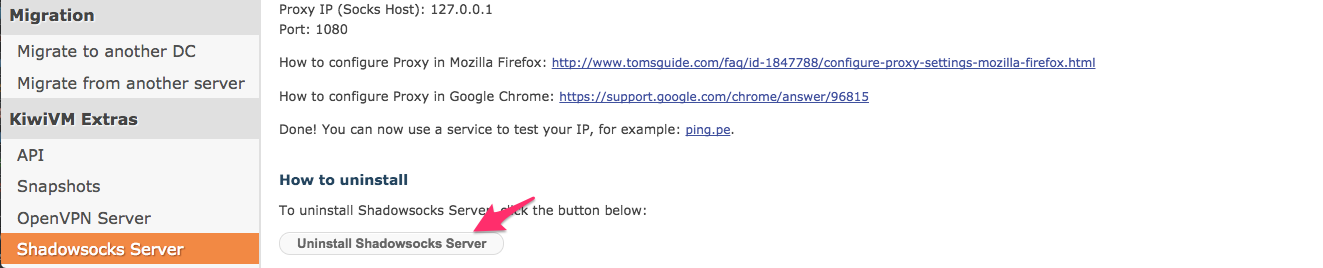 Migration
Migrate to another DC
Migrate from another server
KiwiVM Extras
API
Snapshots
OpenVPN Server
Shadowsocks Server
Proxy IP (Socks Host): 127.0.0.1
Port: 1080
How to configure Proxy in Mozilla Firefox: http://www.tomsguide.com/faq/id-1847788/configure-proxy-settings-mozilla-firefox.html
How to configure Proxy in Google Chrome: https://support.google.com/chrome/answer/96815
Done! You can now use a service to test your IP, for example: ping.pe.
How to uninstall
To uninstall Shadowsocks Server, click the button below:
Uninstall Shadowsocks Server